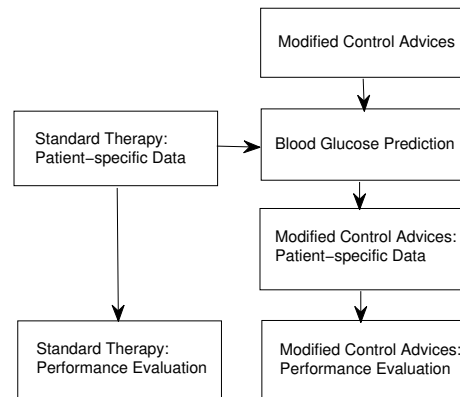 Modified Control Advices
Standard Therapy:
Patient−specific Data
Blood Glucose Prediction
Modified Control Advices:
Patient−specific Data
Standard Therapy:
Performance Evaluation
Modified Control Advices:
Performance Evaluation